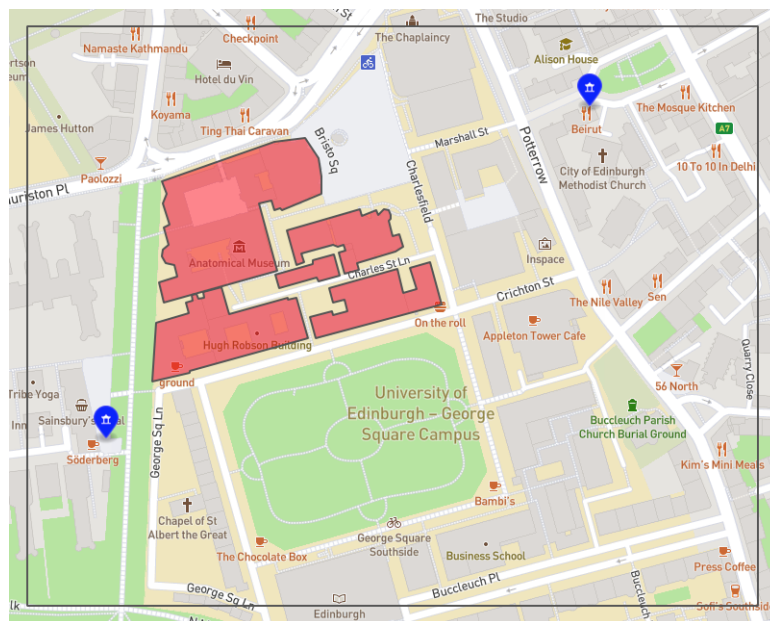 The Studio
The Chaplaincy
Checkpoint
Namaste Kathmandu
Alison House
Hotel du Vin
Koyama
The Mosque Kitchen
James Hutton
Ting Thai Caravan
Beirut
A7
Bristo Sq
Marshall St
Potterrow
Paolozzi
City of Edinburgh
Methodist Church
10 To 10 In Delhi
uriston Pl
Charlesfield
Anatomical Museum
Inspace
Charles St Ln
Crichton St
The Nile Valley
Sen
On the roll
Appleton Tower Cafe
Hugh Robson Building
Quarry Close
ground
56 North
Tribe Yoga
University of
Edinburgh – George
Square Campus
Inn
Sainsbury's
al
Buccleuch Parish
Church Burial Ground
George Sq Ln
Söderberg
Kim's Mini Meals
Bambi's
Chapel of St
Albert the Great
George Square
Southside
The Chocolate Box
Business School
Press Coffee
Buccleuch Pl
Buccleuch
George Sq Ln
Sofi's Southside
Edinburgh